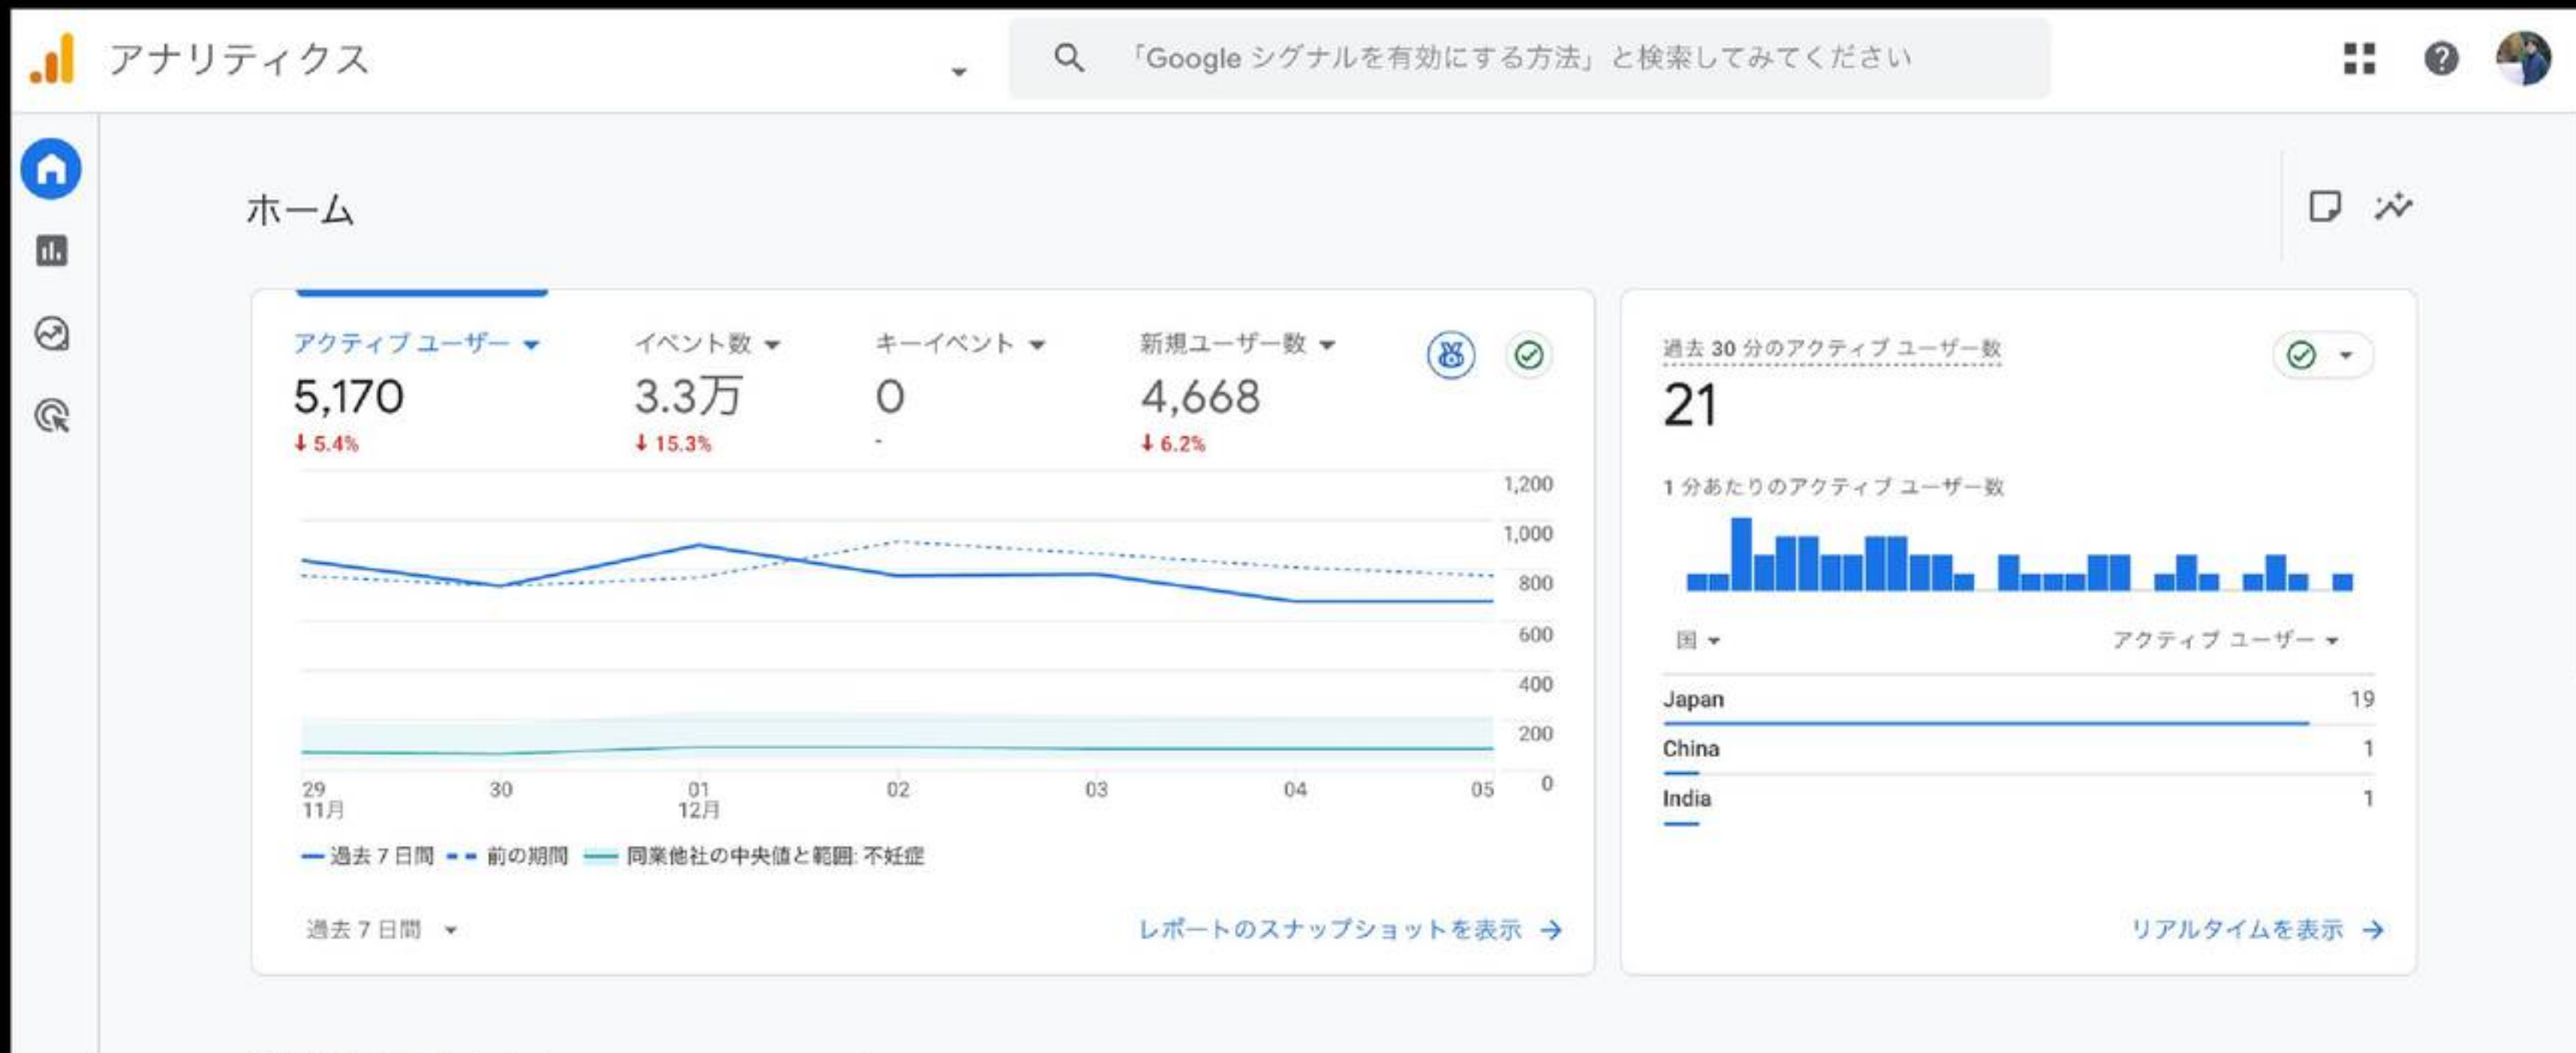 アナリティクス
「Google シグナルを有効にする方法」と検索してみてください
ホーム
アクティブ ユーザー
5,170
↓ 5.4%
イベント数
3.3万
↓ 15.3%
キーイベント
0
-
新規ユーザー数
4,668
↓ 6.2%
1,200
1,000
800
600
400
200
0
29
11月
30
01
12月
02
03
04
05
過去 7 日間
前の期間
同業他社の中央値と範囲: 不妊症
過去 7 日間
レポートのスナップショットを表示 →
過去 30 分のアクティブ ユーザー数
21
1 分あたりのアクティブ ユーザー数
国
アクティブ ユーザー
Japan 19
China 1
India 1
リアルタイムを表示 →